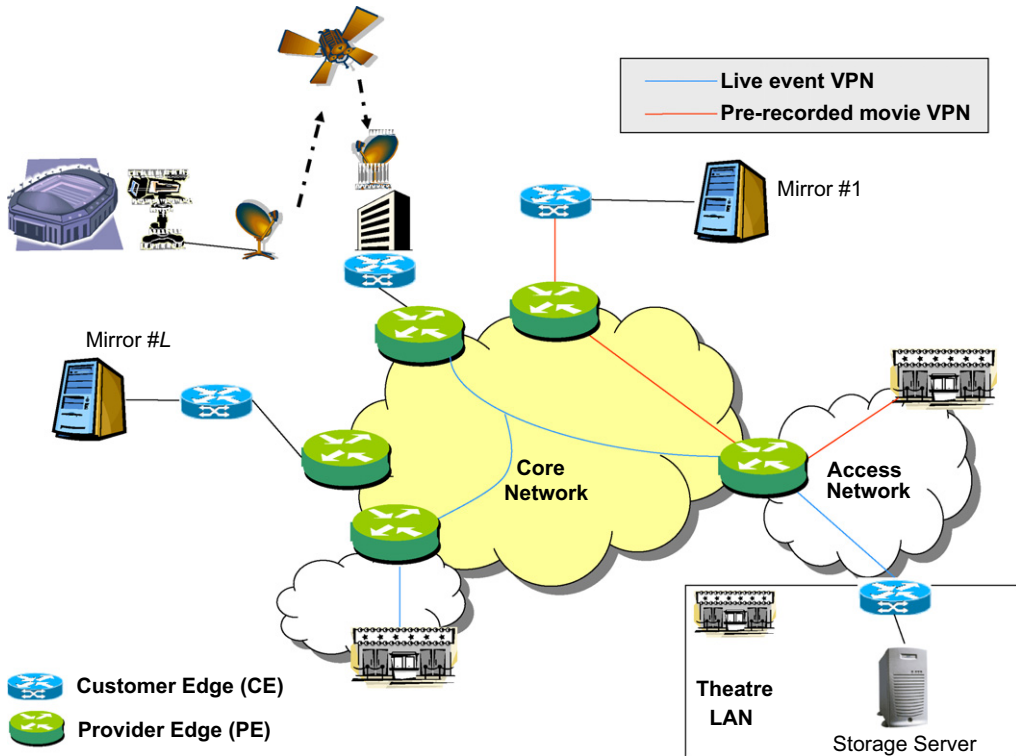 Live event VPN
Pre-recorded movie VPN
Mirror #1
Mirror #L
Core
Network
Access
Network
Customer Edge (CE)
Provider Edge (PE)
Theatre
LAN
Storage Server